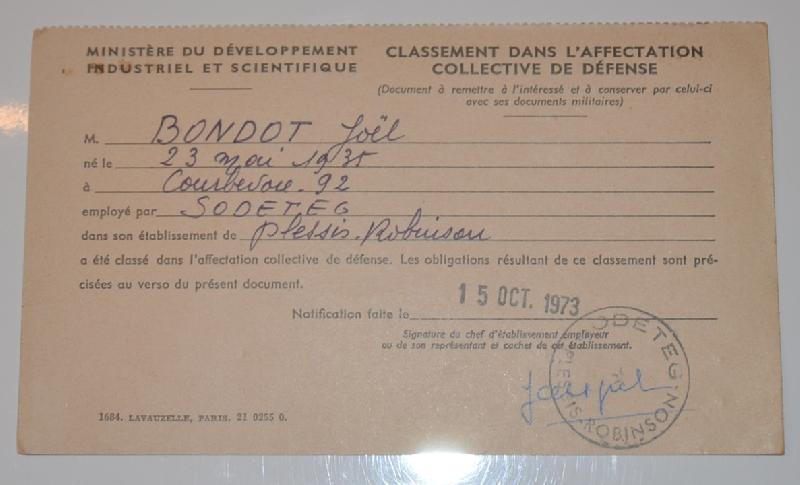 MINISTÈRE DU DÉVELOPPEMENT
INDUSTRIEL ET SCIENTIFIQUE
CLASSEMENT DANS L'AFFECTATION
COLLECTIVE DE DÉFENSE
(Document à remettre à l'intéressé et à conserver par celui-ci
avec ses documents militaires)
M. BONDOT Joël
né le 23 mai 1935
à Courbevoie. 92
employé par SODETEG
dans son établissement de Plessis-Robinson
a été classé dans l'affectation collective de défense. Les obligations résultant de ce classement sont pré-
cisées au verso du présent document.
Notification faite le 15 OCT. 1973
Signature du chef d'établissement employeur
ou de son représentant et cachet de cet établissement.
SODETEG
PLESSIS-ROBINSON
1684. LAVAUZELLE, PARIS. 21 0255 0.